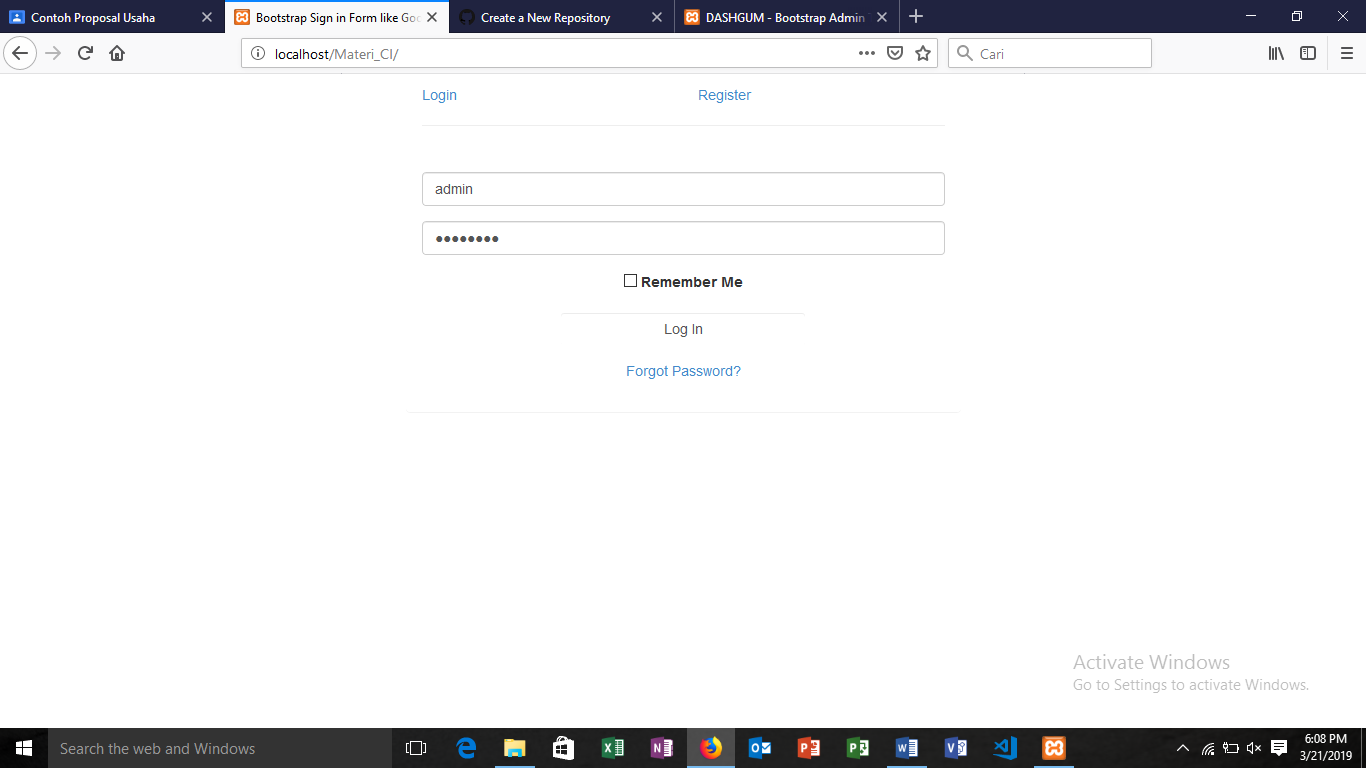 Contoh Proposal Usaha
Bootstrap Sign in Form like Goo
Create a New Repository
DASHGUM - Bootstrap Admin
localhost/Materi_CI/
Cari
Login
Register
admin
••••••••
Remember Me
Log In
Forgot Password?
Activate Windows
Go to Settings to activate Windows.
Search the web and Windows
6:08 PM
3/21/2019